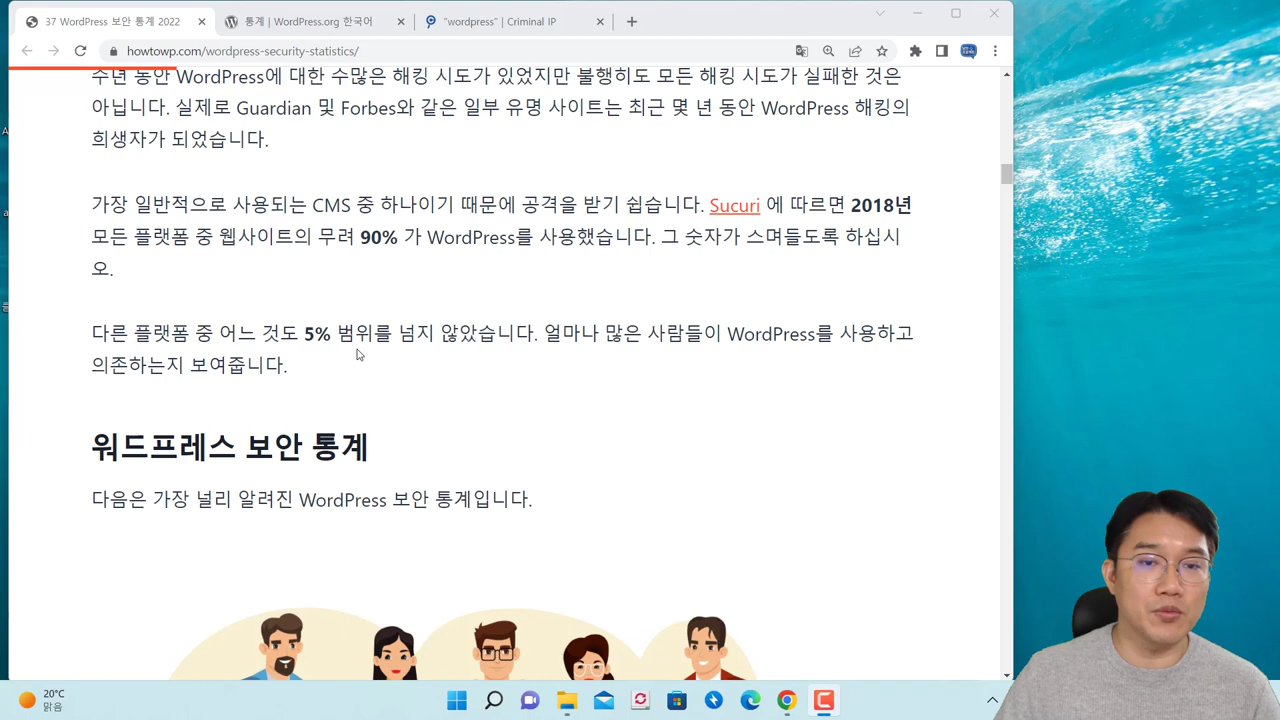 37 WordPress 보안 통계 2022
통계 | WordPress.org 한국어
"wordpress" | Criminal IP
howtowp.com/wordpress-security-statistics/
수년 동안 WordPress에 대한 수많은 해킹 시도가 있었지만 불행히도 모든 해킹 시도가 실패한 것은
아닙니다. 실제로 Guardian 및 Forbes와 같은 일부 유명 사이트는 최근 몇 년 동안 WordPress 해킹의
희생자가 되었습니다.
가장 일반적으로 사용되는 CMS 중 하나이기 때문에 공격을 받기 쉽습니다. Sucuri 에 따르면 2018년
모든 플랫폼 중 웹사이트의 무려 90% 가 WordPress를 사용했습니다. 그 숫자가 스며들도록 하십시
오.
다른 플랫폼 중 어느 것도 5% 범위를 넘지 않았습니다. 얼마나 많은 사람들이 WordPress를 사용하고
의존하는지 보여줍니다.
워드프레스 보안 통계
다음은 가장 널리 알려진 WordPress 보안 통계입니다.
20°C
맑음